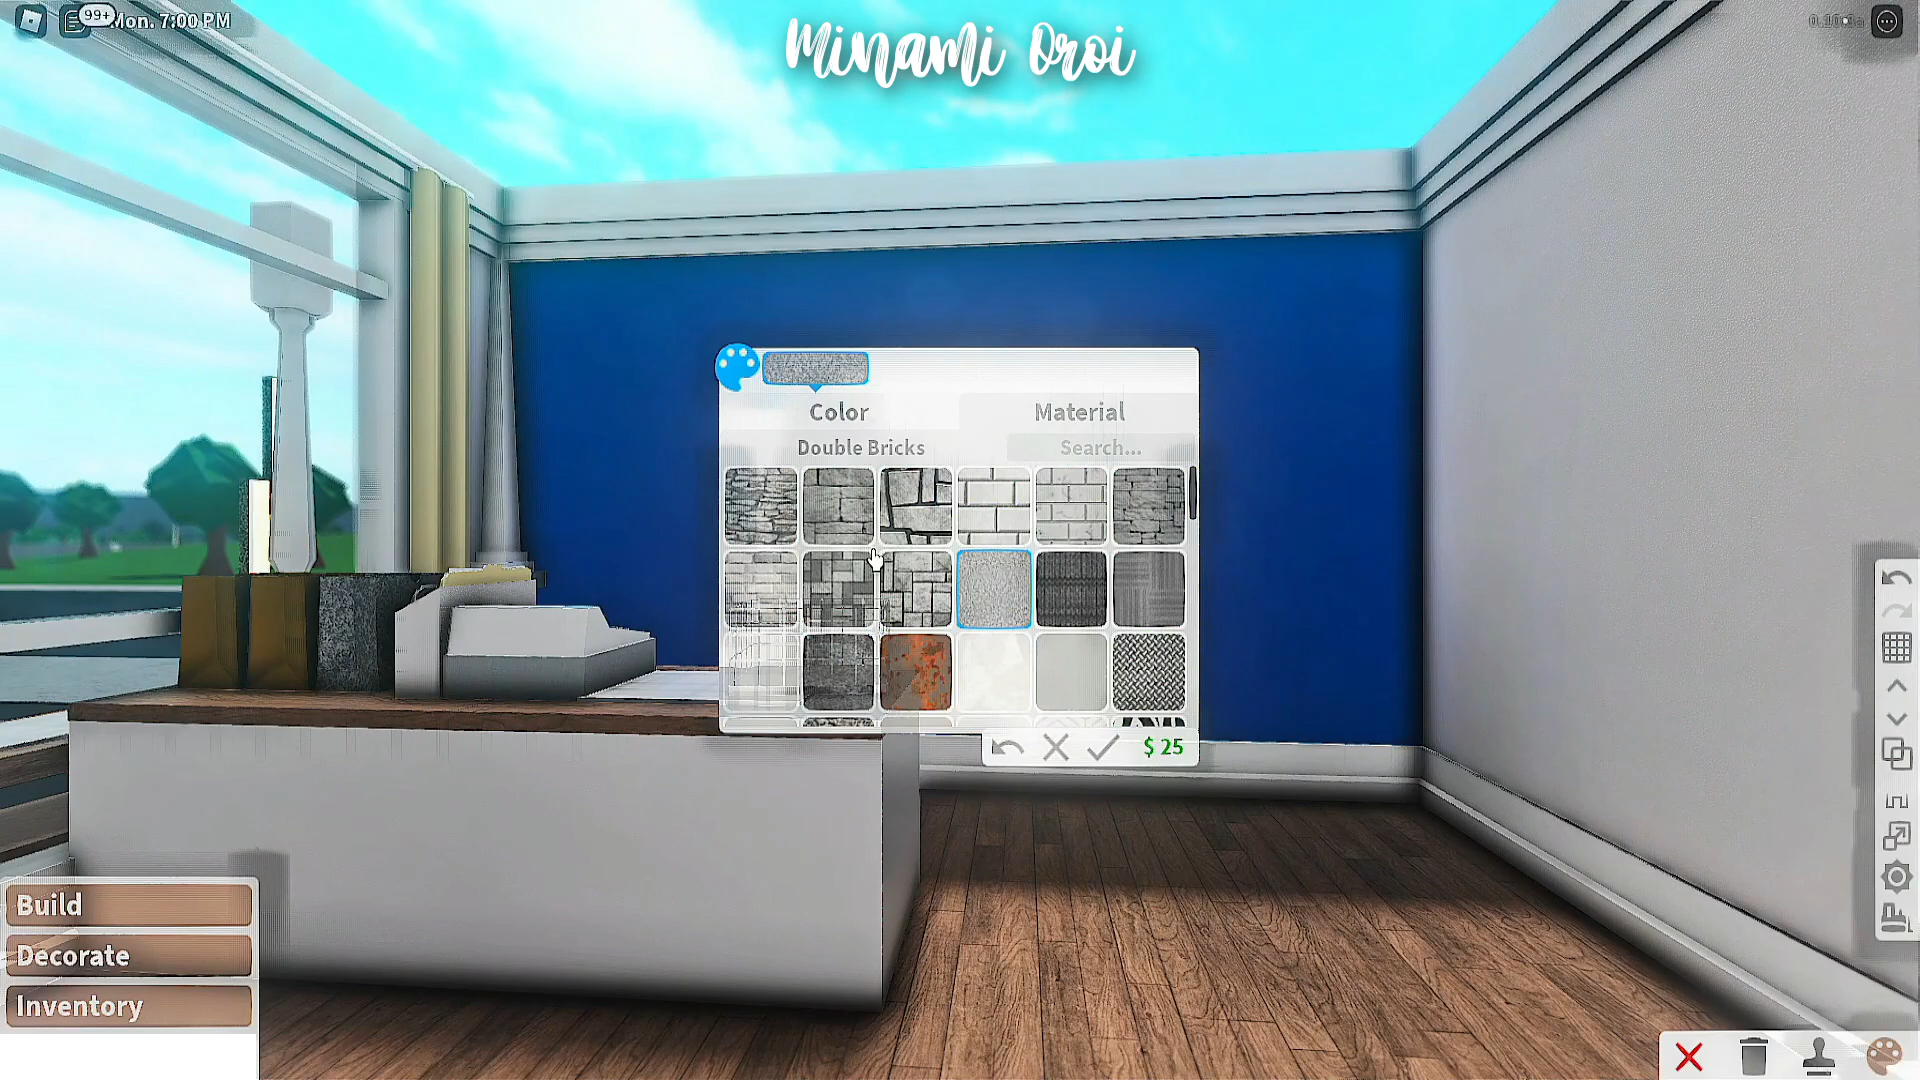 99+
Mon. 7:00 PM
Minami Oroi
Color
Material
Double Bricks
Search...
$ 25
Build
Decorate
Inventory